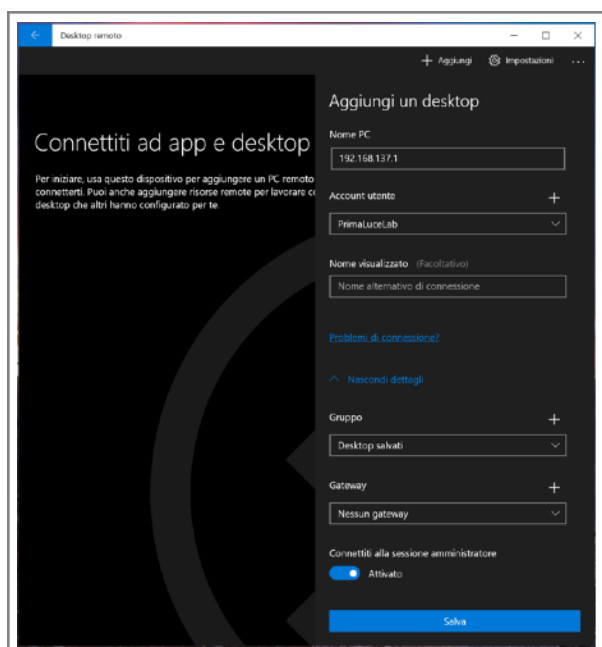 Desktop remoto
Aggiungi
Impostazioni
Connettiti ad app e desktop
Per iniziare, usa questo dispositivo per aggiungere un PC remoto
connetterti. Puoi anche aggiungere risorse remote per lavorare co
desktop che altri hanno configurato per te.
Aggiungi un desktop
Nome PC
192.168.137.1
Account utente
PrimaLuceLab
Nome visualizzato (Facoltativo)
Nome alternativo di connessione
Problemi di connessione?
Nascondi dettagli
Gruppo
Desktop salvati
Gateway
Nessun gateway
Connettiti alla sessione amministratore
Attivato
Salva